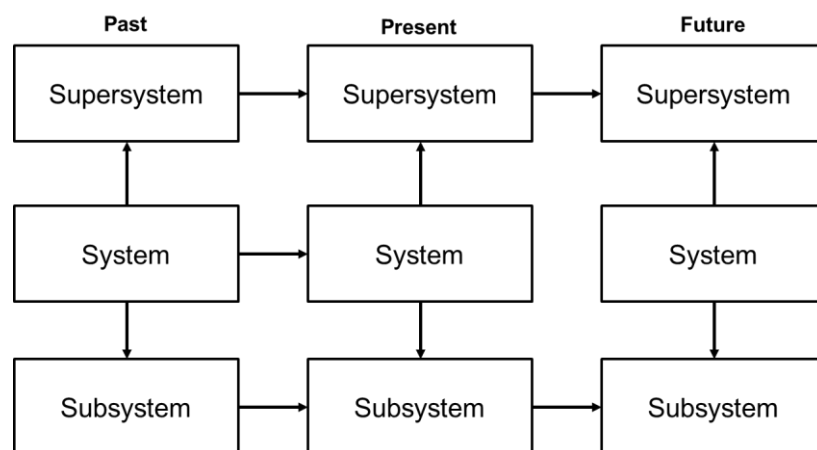 Past Present Future
Supersystem Supersystem Supersystem
System System System
Subsystem Subsystem Subsystem